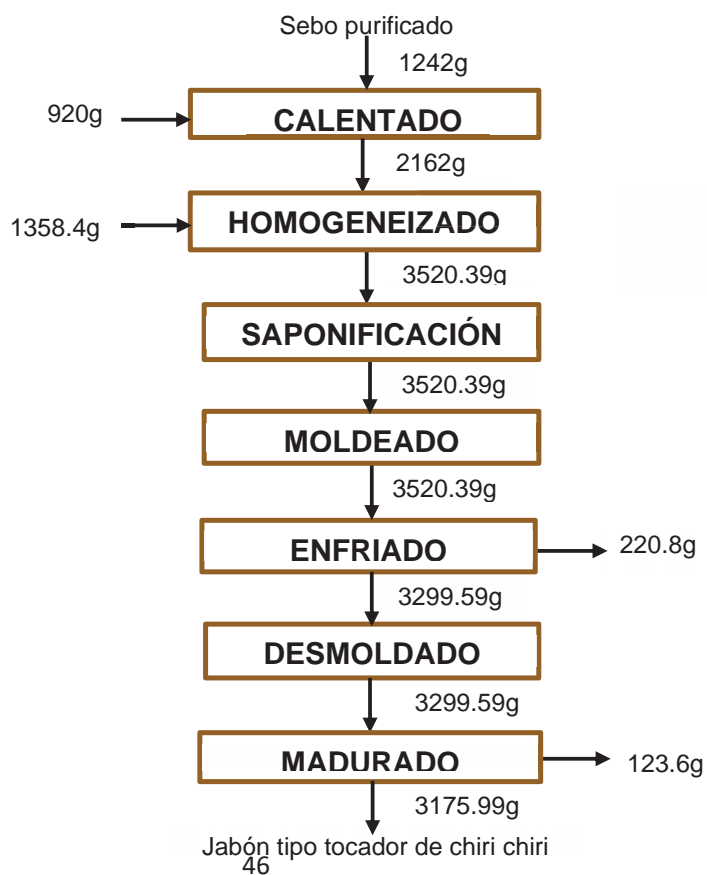 Sebo purificado
1242g
920g
CALENTADO
2162g
1358.4g
HOMOGENEIZADO
3520.39g
SAPONIFICACIÓN
3520.39g
MOLDEADO
3520.39g
ENFRIADO
220.8g
3299.59g
DESMOLDADO
3299.59g
MADURADO
123.6g
3175.99g
Jabón tipo tocador de chiri chiri
46